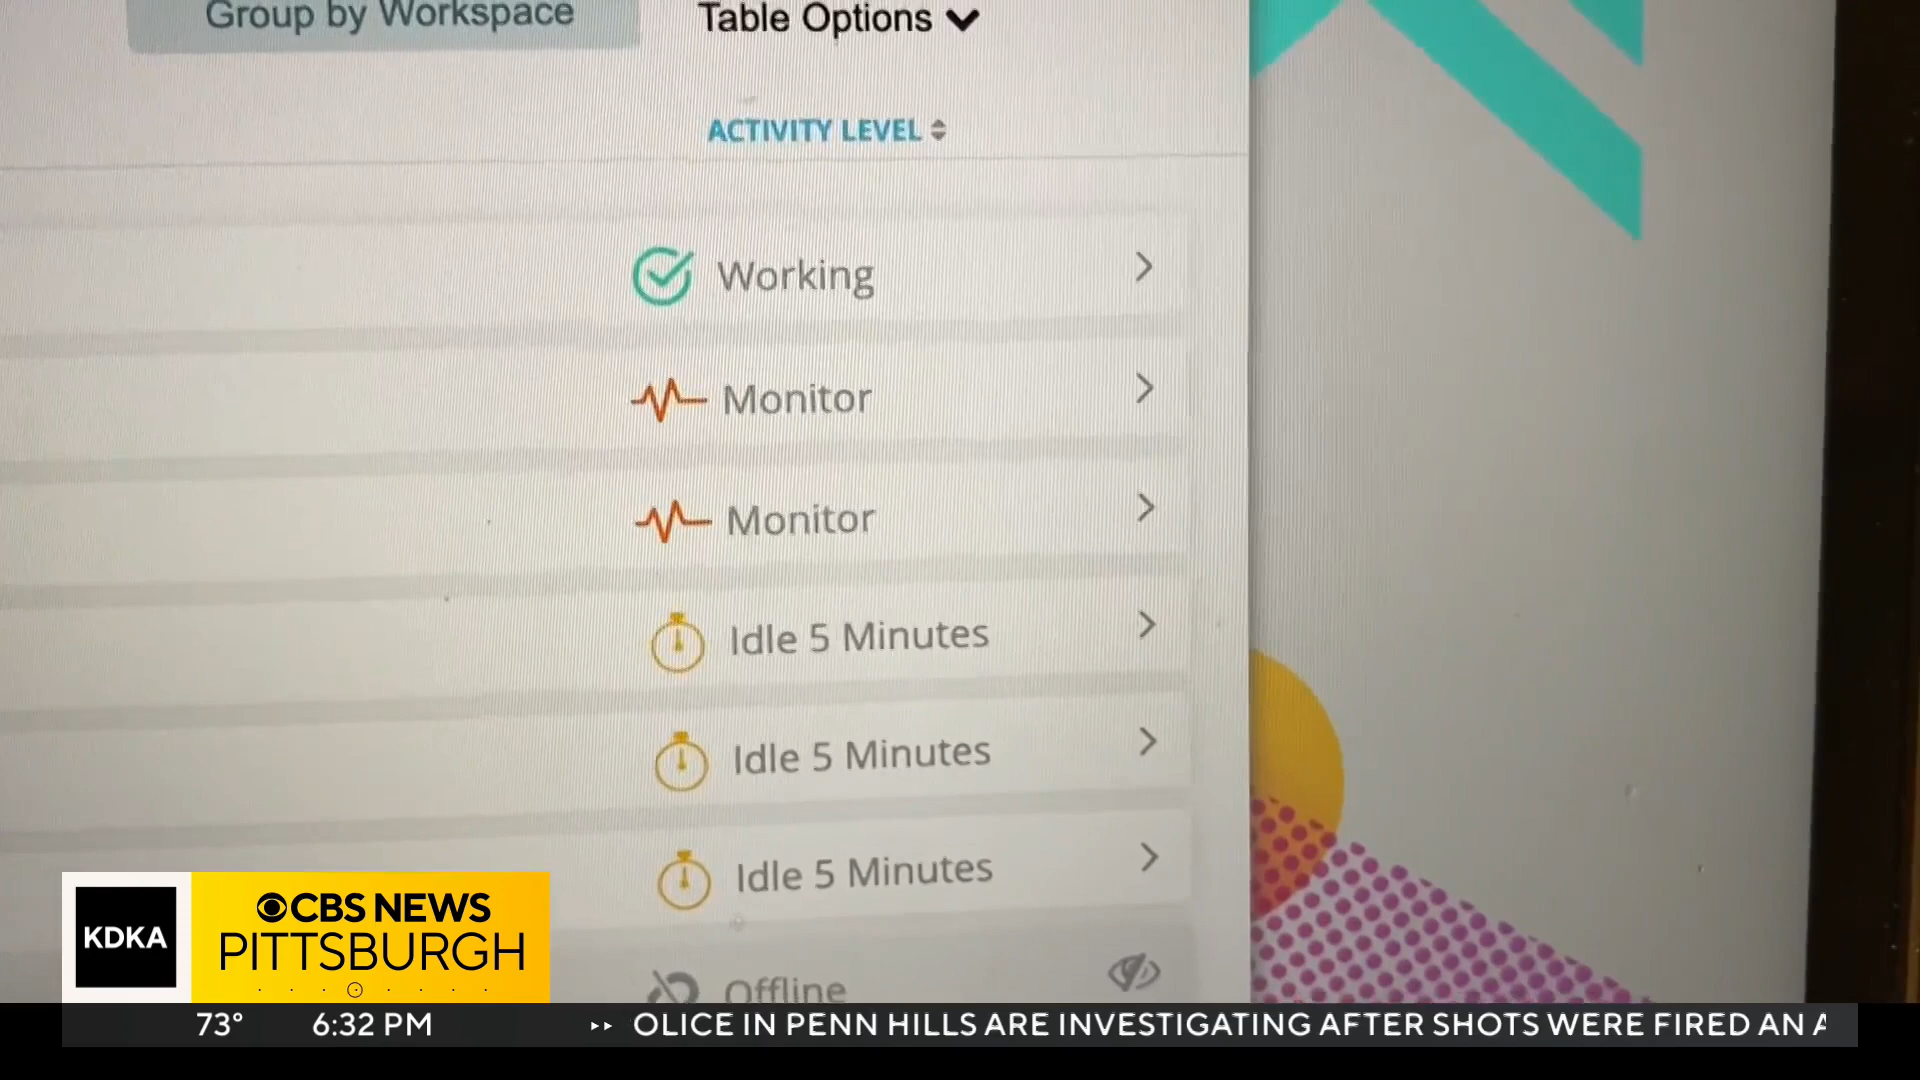 Group by Workspace
Table Options
ACTIVITY LEVEL
Working
Monitor
Monitor
Idle 5 Minutes
Idle 5 Minutes
Idle 5 Minutes
Offline
KDKA
CBS NEWS
PITTSBURGH
73° 6:32 PM OLICE IN PENN HILLS ARE INVESTIGATING AFTER SHOTS WERE FIRED AN A